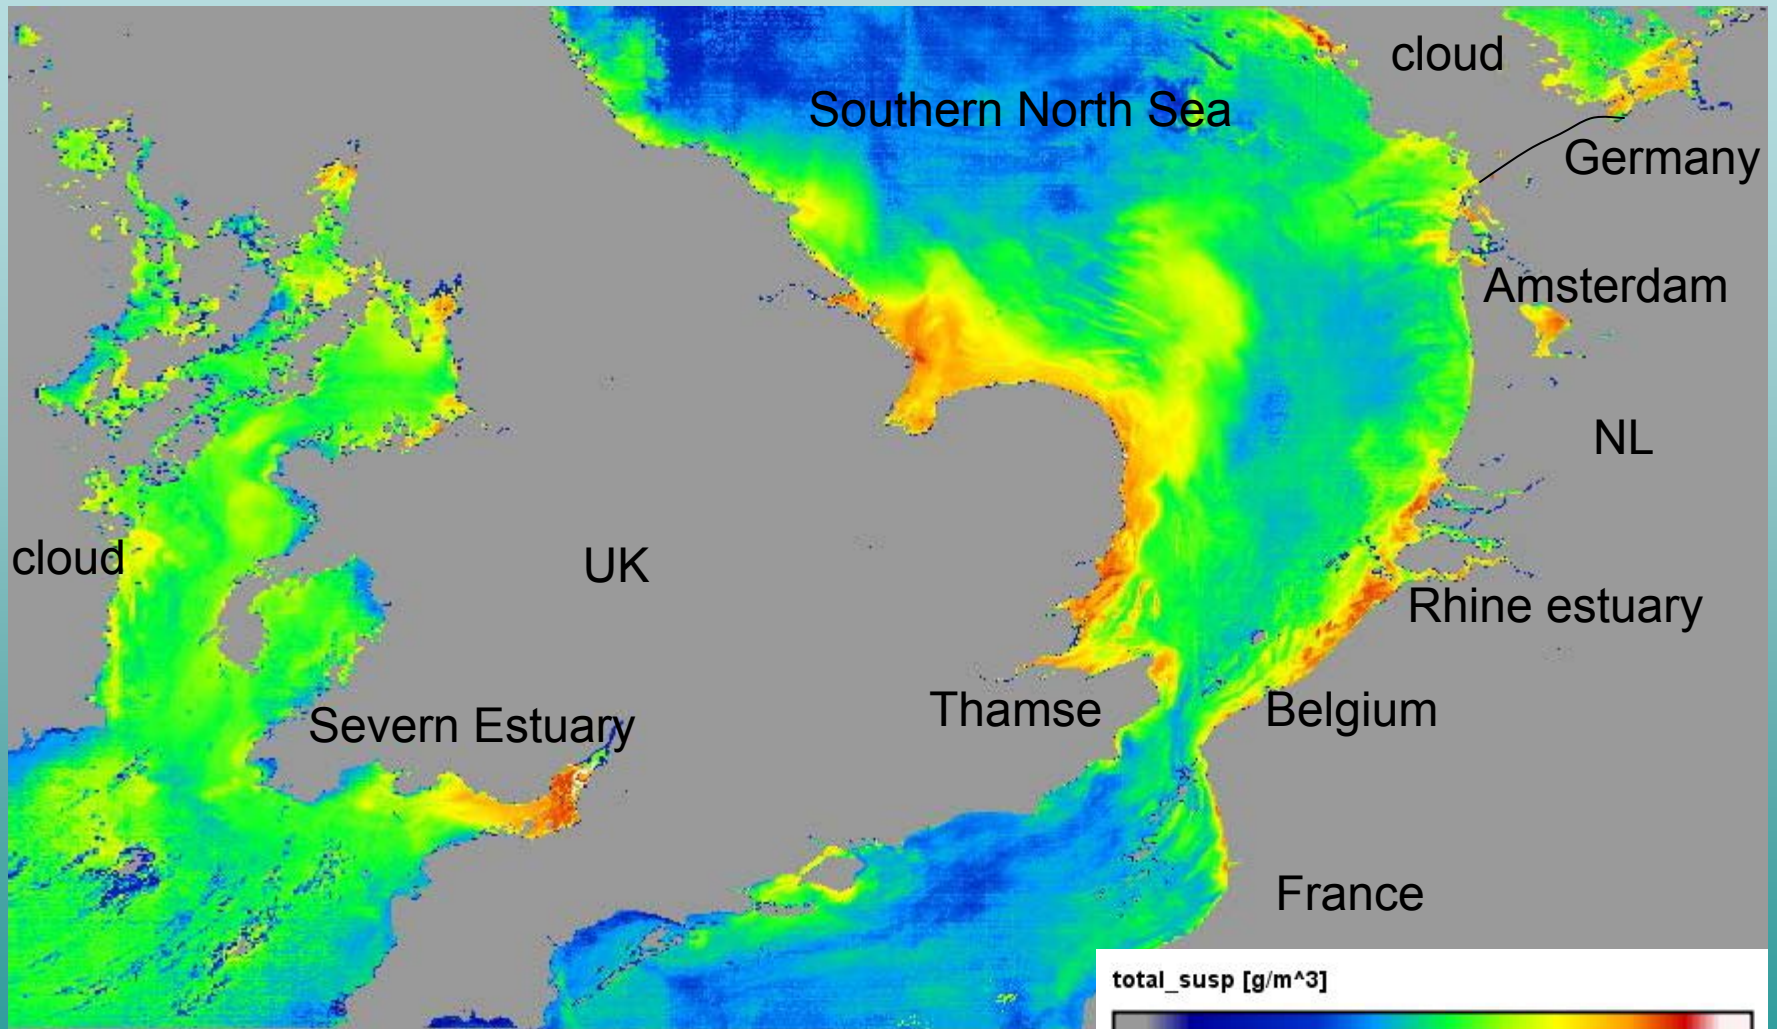 cloud
Southern North Sea
Germany
Amsterdam
NL
cloud
UK
Rhine estuary
Severn Estuary
Thamse
Belgium
France
total_susp [g/m^3]